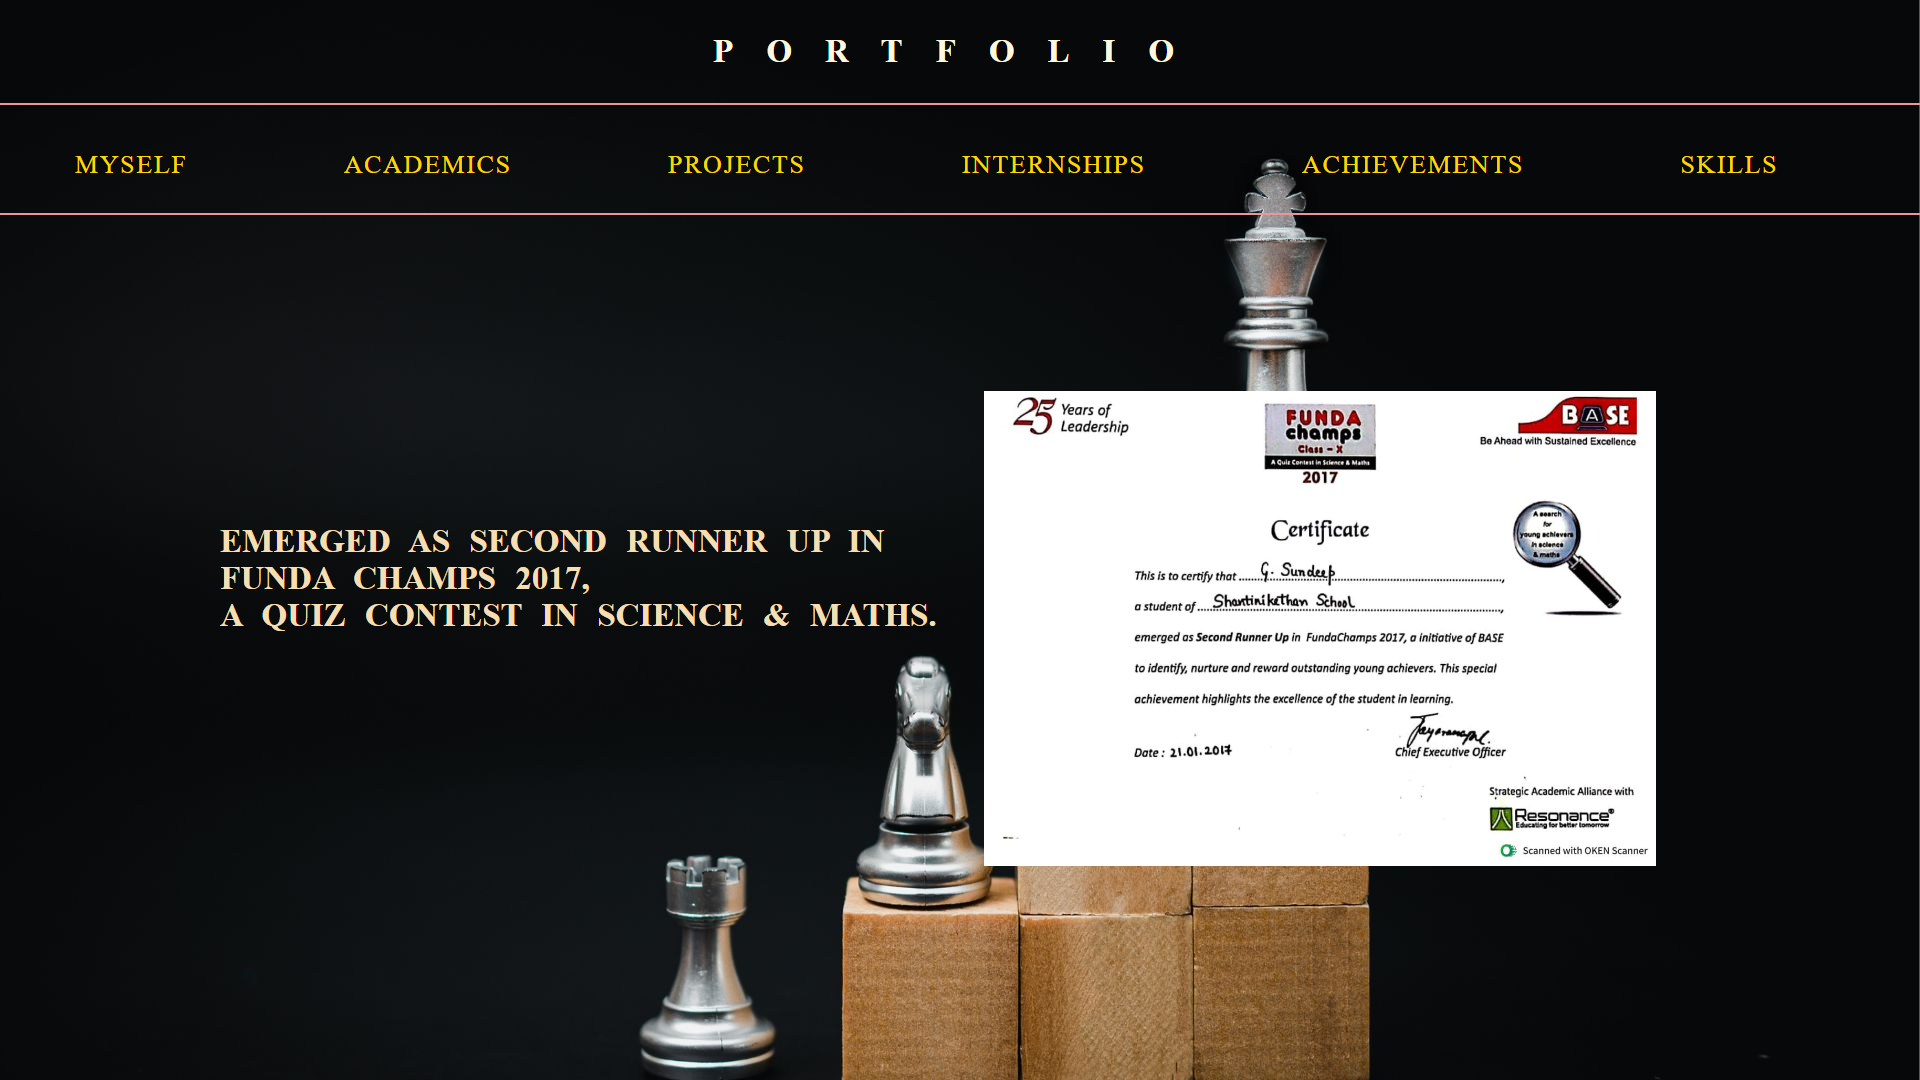 PORTFOLIO
MYSELF ACADEMICS PROJECTS INTERNSHIPS ACHIEVEMENTS SKILLS
EMERGED AS SECOND RUNNER UP IN
FUNDA CHAMPS 2017,
A QUIZ CONTEST IN SCIENCE & MATHS.
25 Years of
Leadership
FUNDA
champs
Class - X
A Quiz Contest in Science & Maths
2017
BASE
Be Ahead with Sustained Excellence
A search
for
young achievers
in science
& maths
Certificate
This is to certify that G. Sundeep
a student of Shantinikethan School
emerged as Second Runner Up in FundaChamps 2017, a initiative of BASE
to identify, nurture and reward outstanding young achievers. This special
achievement highlights the excellence of the student in learning.
Date : 21.01.2017
Chief Executive Officer
Strategic Academic Alliance with
Resonance®
Educating for better tomorrow
Scanned with OKEN Scanner